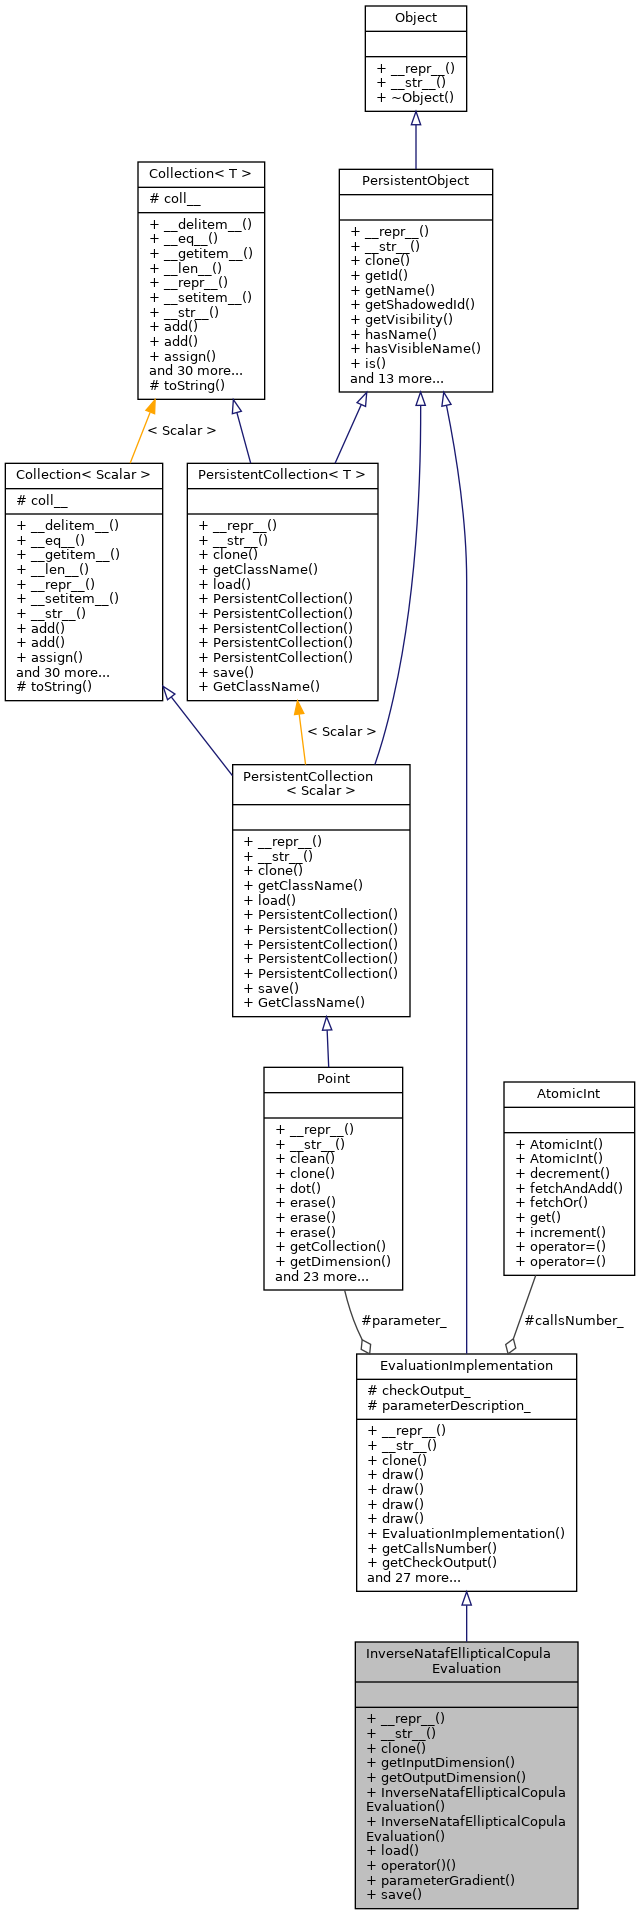 Object
+ __repr__()
+ __str__()
+ ~Object()
Collection< T >
# coll__
+ __delitem__()
+ __eq__()
+ __getitem__()
+ __len__()
+ __repr__()
+ __setitem__()
+ __str__()
+ add()
+ add()
+ assign()
and 30 more...
# toString()
PersistentObject
+ __repr__()
+ __str__()
+ clone()
+ getId()
+ getName()
+ getShadowedId()
+ getVisibility()
+ hasName()
+ hasVisibleName()
+ is()
and 13 more...
< Scalar >
Collection< Scalar >
# coll__
+ __delitem__()
+ __eq__()
+ __getitem__()
+ __len__()
+ __repr__()
+ __setitem__()
+ __str__()
+ add()
+ add()
+ assign()
and 30 more...
# toString()
PersistentCollection< T >
+ __repr__()
+ __str__()
+ clone()
+ getClassName()
+ load()
+ PersistentCollection()
+ PersistentCollection()
+ PersistentCollection()
+ PersistentCollection()
+ PersistentCollection()
+ save()
+ GetClassName()
< Scalar >
PersistentCollection
< Scalar >
+ __repr__()
+ __str__()
+ clone()
+ getClassName()
+ load()
+ PersistentCollection()
+ PersistentCollection()
+ PersistentCollection()
+ PersistentCollection()
+ PersistentCollection()
+ save()
+ GetClassName()
Point
+ __repr__()
+ __str__()
+ clean()
+ clone()
+ dot()
+ erase()
+ erase()
+ erase()
+ getCollection()
+ getDimension()
and 23 more...
AtomicInt
+ AtomicInt()
+ AtomicInt()
+ decrement()
+ fetchAndAdd()
+ fetchOr()
+ get()
+ increment()
+ operator=()
+ operator=()
#parameter_
#callsNumber_
EvaluationImplementation
# checkOutput_
# parameterDescription_
+ __repr__()
+ __str__()
+ clone()
+ draw()
+ draw()
+ draw()
+ draw()
+ EvaluationImplementation()
+ getCallsNumber()
+ getCheckOutput()
and 27 more...
InverseNatafEllipticalCopula
Evaluation
+ __repr__()
+ __str__()
+ clone()
+ getInputDimension()
+ getOutputDimension()
+ InverseNatafEllipticalCopula
Evaluation()
+ InverseNatafEllipticalCopula
Evaluation()
+ load()
+ operator()()
+ parameterGradient()
+ save()